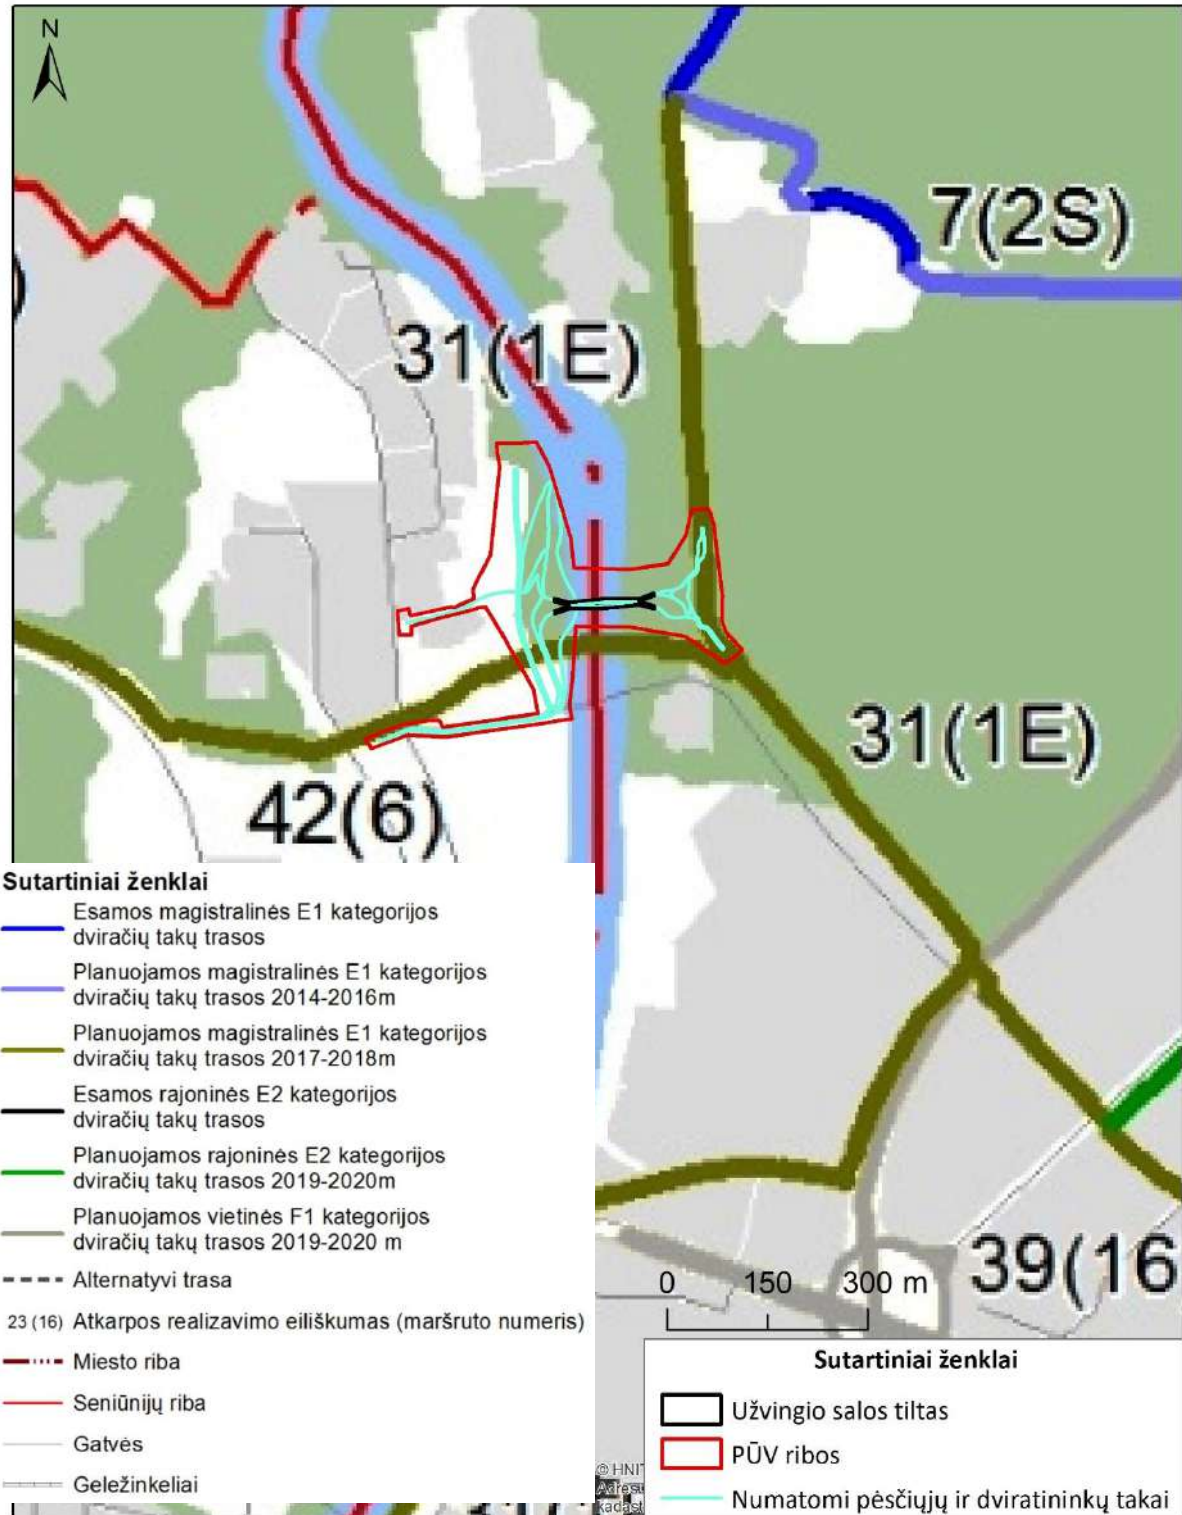 N
7(2S)
31(1E)
31(1E)
42(6)
39(16
Sutartiniai ženklai
Esamos magistralinės E1 kategorijos
dviračių takų trasos
Planuojamos magistralinės E1 kategorijos
dviračių takų trasos 2014-2016m
Planuojamos magistralinės E1 kategorijos
dviračių takų trasos 2017-2018m
Esamos rajoninės E2 kategorijos
dviračių takų trasos
Planuojamos rajoninės E2 kategorijos
dviračių takų trasos 2019-2020m
Planuojamos vietinės F1 kategorijos
dviračių takų trasos 2019-2020 m
Alternatyvi trasa
23 (16) Atkarpos realizavimo eiliškumas (maršruto numeris)
Miesto riba
Seniūnijų riba
Gatvės
Geležinkeliai
0 150 300 m
Sutartiniai ženklai
Užvingio salos tiltas
PŪV ribos
Numatomi pėsčiųjų ir dviratininkų takai
© HNIT